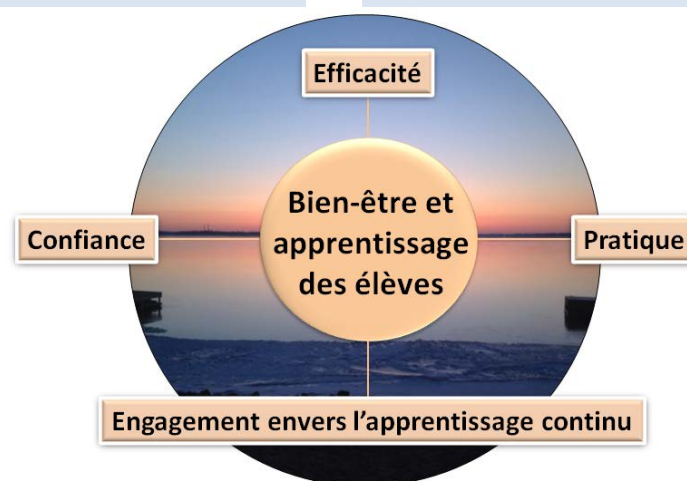 Efficacité
Bien-être et
apprentissage
des élèves
Confiance
Pratique
Engagement envers l'apprentissage continu